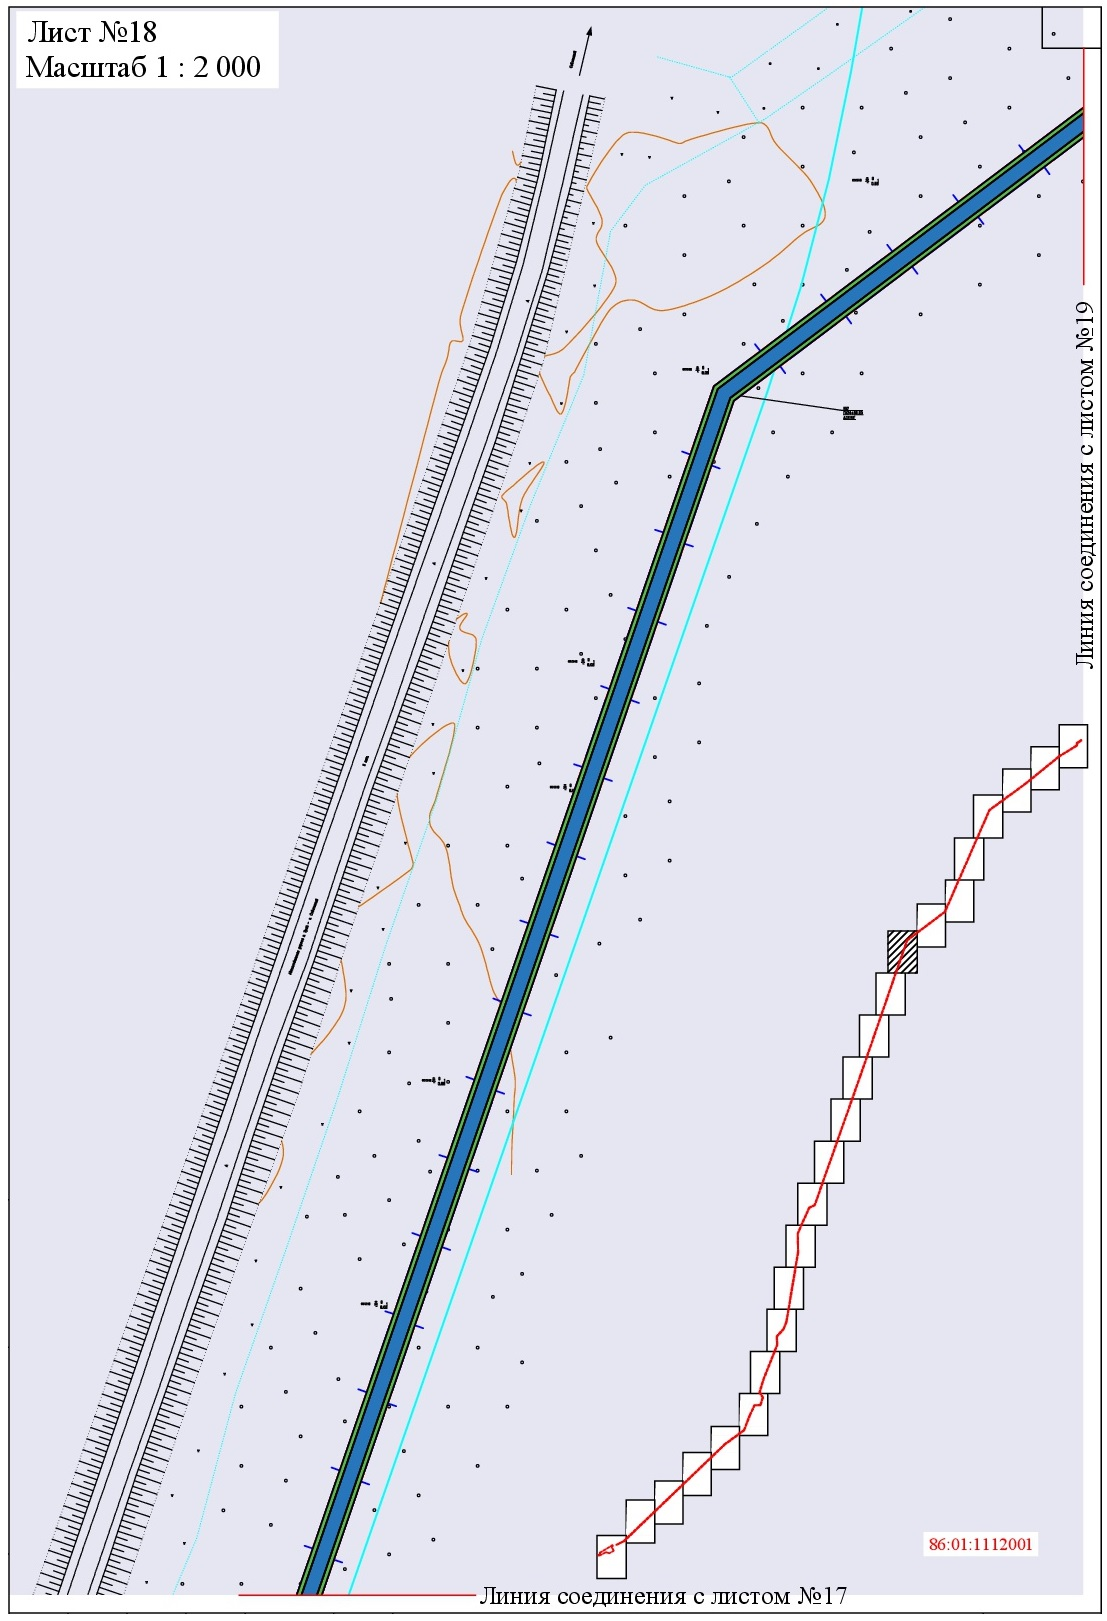 Лист №18
Масштаб 1 : 2 000
Линия соединения с листом №19
86:01:1112001
Линия соединения с листом №17